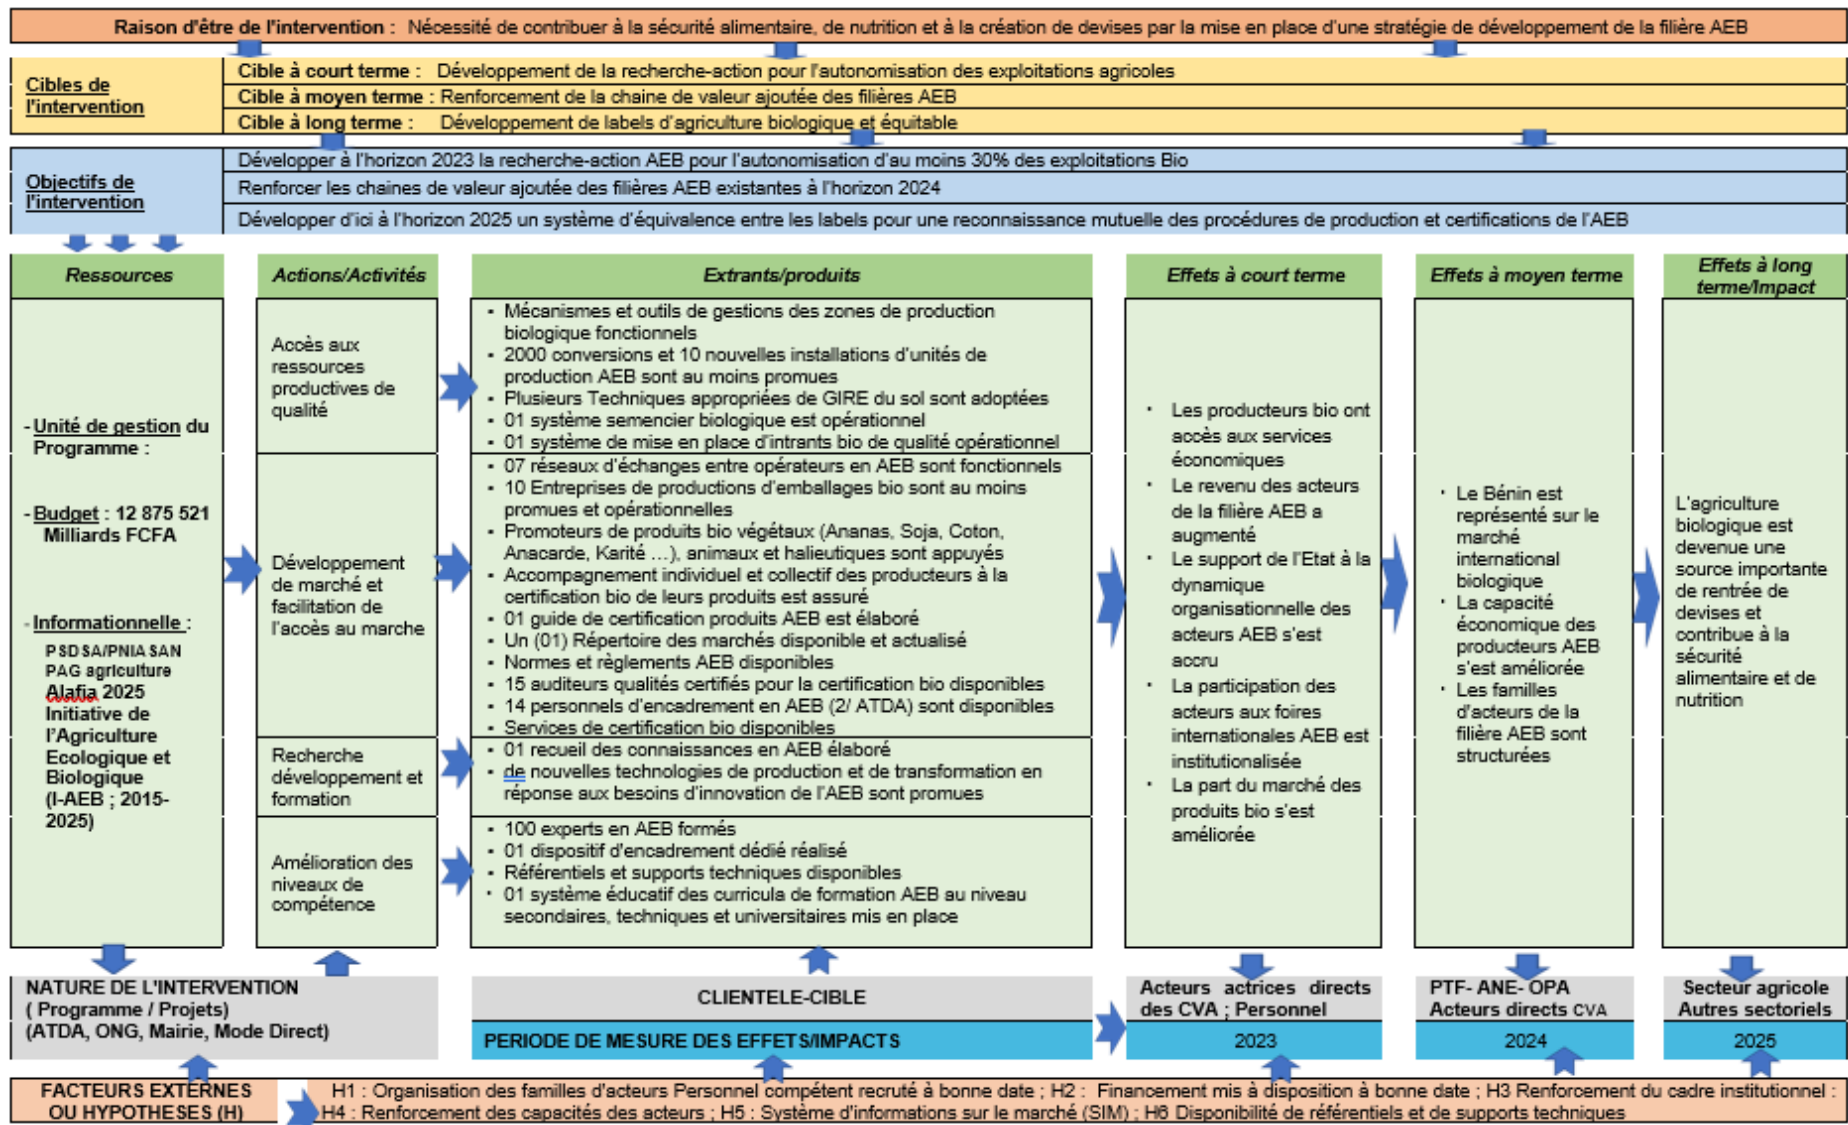 Raison d'être de l'intervention : Nécessité de contribuer à la sécurité alimentaire, de nutrition et à la création de devises par la mise en place d'une stratégie de développement de la filière AEB
Cibles de
l'intervention
Cible à court terme : Développement de la recherche-action pour l'autonomisation des exploitations agricoles
Cible à moyen terme : Renforcement de la chaine de valeur ajoutée des filières AEB
Cible à long terme : Développement de labels d'agriculture biologique et équitable
Objectifs de
l'intervention
Développer à l'horizon 2023 la recherche-action AEB pour l'autonomisation d'au moins 30% des exploitations Bio
Renforcer les chaines de valeur ajoutée des filières AEB existantes à l'horizon 2024
Développer d'ici à l'horizon 2025 un système d'équivalence entre les labels pour une reconnaissance mutuelle des procédures de production et certifications de l'AEB
Ressources
- Unité de gestion du
Programme :
- Budget : 12 875 521
Milliards FCFA
- Informationnelle :
PSDSA/PNIASAN
PAG agriculture
Alafia 2025
Initiative de
l'Agriculture
Ecologique et
Biologique
(I-AEB ; 2015-
2025)
Actions/Activités
Accès aux
ressources
productives de
qualité
Développement
de marché et
facilitation de
l'accès au marche
Recherche
développement et
formation
Amélioration des
niveaux de
compétence
Extrants/produits
▪ Mécanismes et outils de gestions des zones de production
biologique fonctionnels
▪ 2000 conversions et 10 nouvelles installations d'unités de
production AEB sont au moins promues
▪ Plusieurs Techniques appropriées de GIRE du sol sont adoptées
▪ 01 système semencier biologique est opérationnel
▪ 01 système de mise en place d'intrants bio de qualité opérationnel
▪ 07 réseaux d'échanges entre opérateurs en AEB sont fonctionnels
▪ 10 Entreprises de productions d'emballages bio sont au moins
promues et opérationnelles
▪ Promoteurs de produits bio végétaux (Ananas, Soja, Coton,
Anacarde, Karité …), animaux et halieutiques sont appuyés
▪ Accompagnement individuel et collectif des producteurs à la
certification bio de leurs produits est assuré
▪ 01 guide de certification produits AEB est élaboré
▪ Un (01) Répertoire des marchés disponible et actualisé
▪ Normes et règlements AEB disponibles
▪ 15 auditeurs qualités certifiés pour la certification bio disponibles
▪ 14 personnels d'encadrement en AEB (2/ ATDA) sont disponibles
▪ Services de certification bio disponibles
▪ 01 recueil des connaissances en AEB élaboré
▪ de nouvelles technologies de production et de transformation en
réponse aux besoins d'innovation de l'AEB sont promues
▪ 100 experts en AEB formés
▪ 01 dispositif d'encadrement dédié réalisé
▪ Référentiels et supports techniques disponibles
▪ 01 système éducatif des curricula de formation AEB au niveau
secondaires, techniques et universitaires mis en place
Effets à court terme
▪ Les producteurs bio ont
accès aux services
économiques
▪ Le revenu des acteurs
de la filière AEB a
augmenté
▪ Le support de l'Etat à la
dynamique
organisationnelle des
acteurs AEB s'est
accru
▪ La participation des
acteurs aux foires
internationales AEB est
institutionalisée
▪ La part du marché des
produits bio s'est
améliorée
Effets à moyen terme
▪ Le Bénin est
représenté sur le
marché
international
biologique
▪ La capacité
économique des
producteurs AEB
s'est améliorée
▪ Les familles
d'acteurs de la
filière AEB sont
structurées
Effets à long
terme/Impact
L'agriculture
biologique est
devenue une
source importante
de rentrée de
devises et
contribue à la
sécurité
alimentaire et de
nutrition
NATURE DE L'INTERVENTION
( Programme / Projets)
(ATDA, ONG, Mairie, Mode Direct)
CLIENTELE-CIBLE
Acteurs actrices directs
des CVA ; Personnel
PTF- ANE- OPA
Acteurs directs CVA
Secteur agricole
Autres sectoriels
PERIODE DE MESURE DES EFFETS/IMPACTS
2023
2024
2025
FACTEURS EXTERNES
OU HYPOTHESES (H)
H1 : Organisation des familles d'acteurs Personnel compétent recruté à bonne date ; H2 : Financement mis à disposition à bonne date ; H3 Renforcement du cadre institutionnel :
H4 : Renforcement des capacités des acteurs ; H5 : Système d'informations sur le marché (SIM) ; H6 Disponibilité de référentiels et de supports techniques